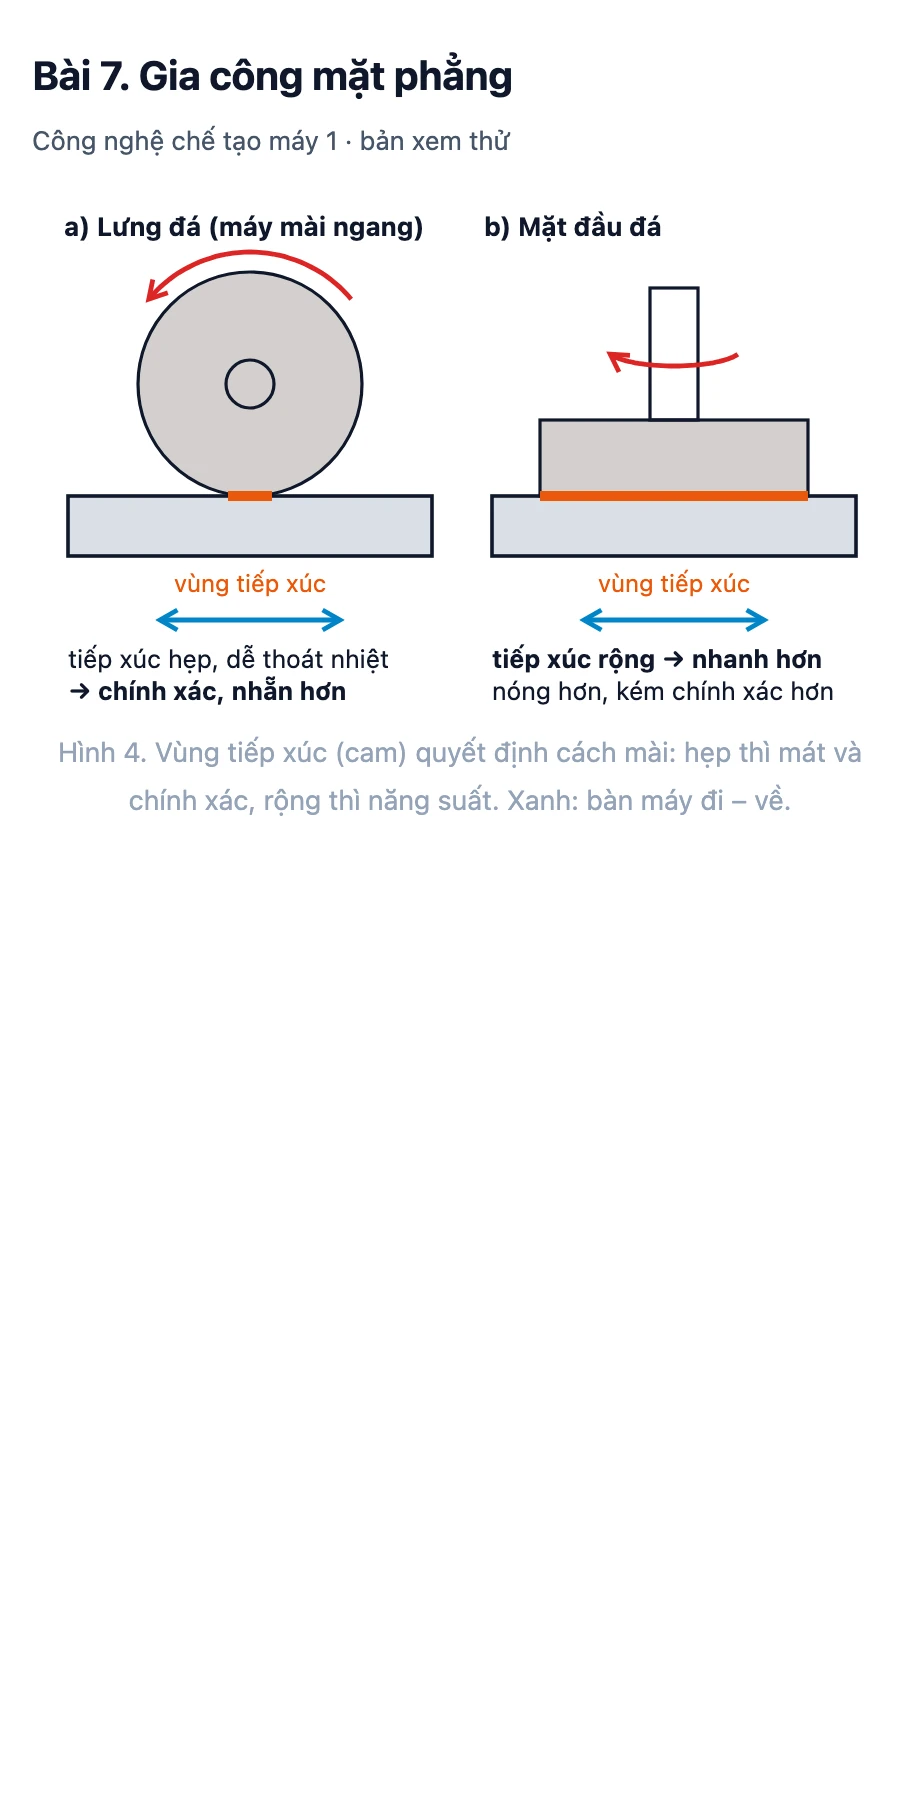 Bài 7. Gia công mặt phẳng
Công nghệ chế tạo máy 1 · bản xem thử
a) Lưng đá (máy mài ngang)
b) Mặt đầu đá
vùng tiếp xúc
vùng tiếp xúc
tiếp xúc hẹp, dễ thoát nhiệt
→ chính xác, nhẵn hơn
tiếp xúc rộng → nhanh hơn
nóng hơn, kém chính xác hơn
Hình 4. Vùng tiếp xúc (cam) quyết định cách mài: hẹp thì mát và
chính xác, rộng thì năng suất. Xanh: bàn máy đi – về.